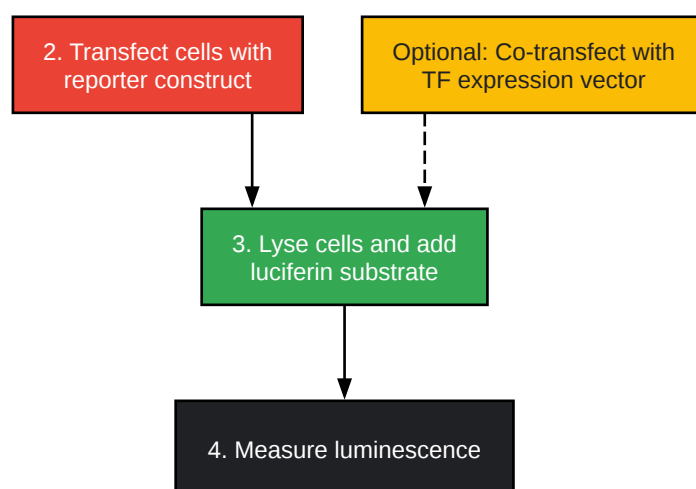 2. Transfect cells with
reporter construct
Optional: Co-transfect with
TF expression vector
3. Lyse cells and add
luciferin substrate
4. Measure luminescence